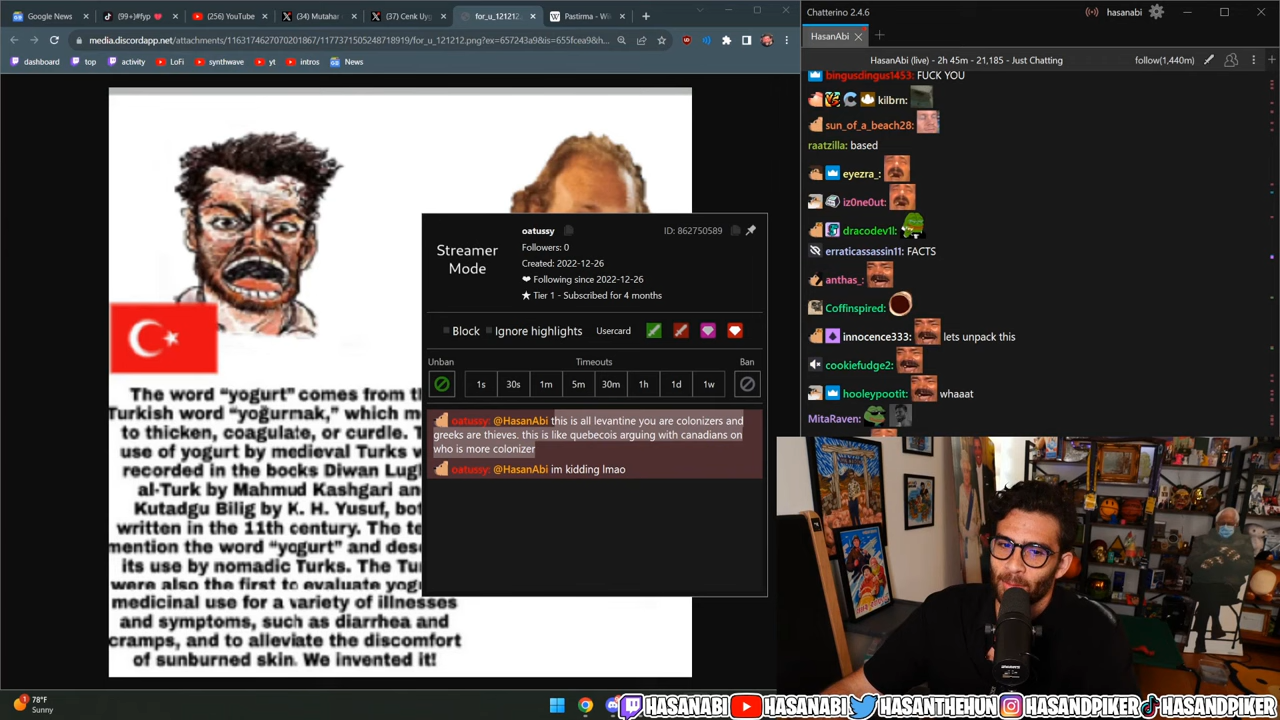 Google News
(99+)#fyp
(256) YouTube
(34) Mutahar
(37) Cenk Uyg
for_u_121212.
Pastirma - Wi
media.discordapp.net/attachments/1163174627070201867/1177371505248718919/for_u_121212.png?ex=657243a9&is=655fcea9&h...
dashboard
top
activity
LoFi
synthwave
yt
intros
News
The word “yogurt” comes from th
Turkish word “yoğurmak,” which m
to thicken, coagulate, or curdle. T
use of yogurt by medieval Turks
recorded in the books Diwan Lugh
al-Turk by Mahmud Kashgari an
Kutadgu Bilig by K. H. Yusuf, bot
written in the 11th century. The te
mention the word “yogurt” and desc
its use by nomadic Turks. The Tu
were also the first to evaluate yog
medicinal use for a variety of illnesses
and symptoms, such as diarrhea and
cramps, and to alleviate the discomfort
of sunburned skin. We invented it!
Streamer
Mode
oatussy
ID: 862750589
Followers: 0
Created: 2022-12-26
❤ Following since 2022-12-26
★ Tier 1 - Subscribed for 4 months
Block
Ignore highlights
Usercard
Unban
Timeouts
Ban
1s
30s
1m
5m
30m
1h
1d
1w
oatussy: @HasanAbi this is all levantine you are colonizers and
greeks are thieves. this is like quebecois arguing with canadians on
who is more colonizer
oatussy: @HasanAbi im kidding lmao
Chatterino 2.4.6
hasanabi
HasanAbi
HasanAbi (live) - 2h 45m - 21,185 - Just Chatting
follow(1,440m)
bingusdingus1453: FUCK YOU
kilbrn:
sun_of_a_beach28:
raatzilla: based
eyezra_:
iz0ne0ut:
dracodev1l:
erraticassassin11: FACTS
anthas_:
Coffinspired:
innocence333: lets unpack this
cookiefudge2:
hooleypootit: whaaat
MitaRaven:
78°F
Sunny
HASANABI
HASANABI
HASANTHEHUN
HASANDPIKER
HASANDPIKER